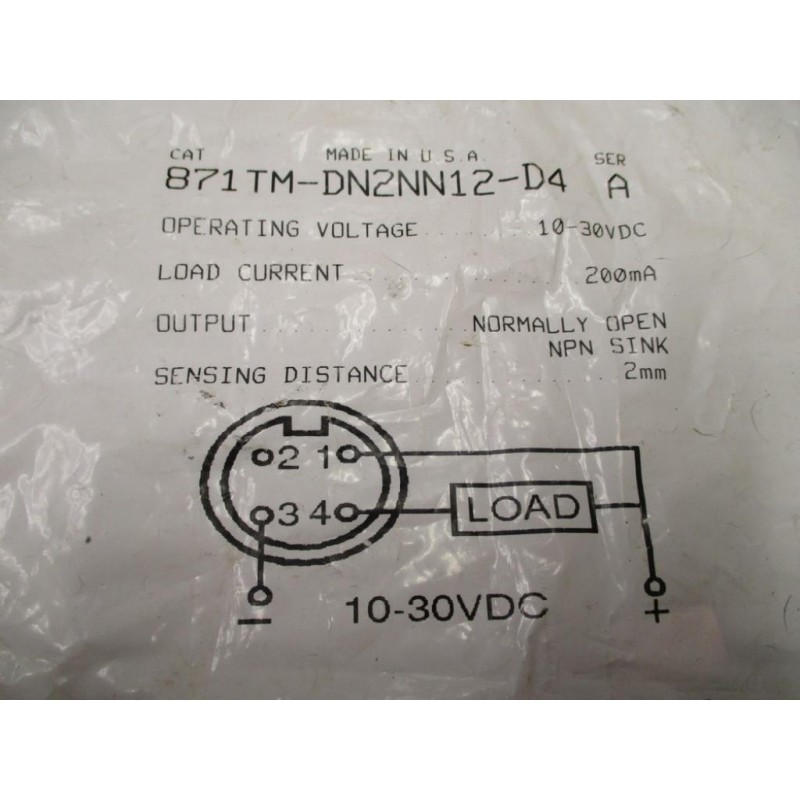 CAT MADE IN U.S.A. SER
871TM-DN2NN12-D4 A
OPERATING VOLTAGE 10-30VDC
LOAD CURRENT 200mA
OUTPUT NORMALLY OPEN
NPN SINK
SENSING DISTANCE 2mm
2 1
3 4 LOAD
- 10-30VDC +